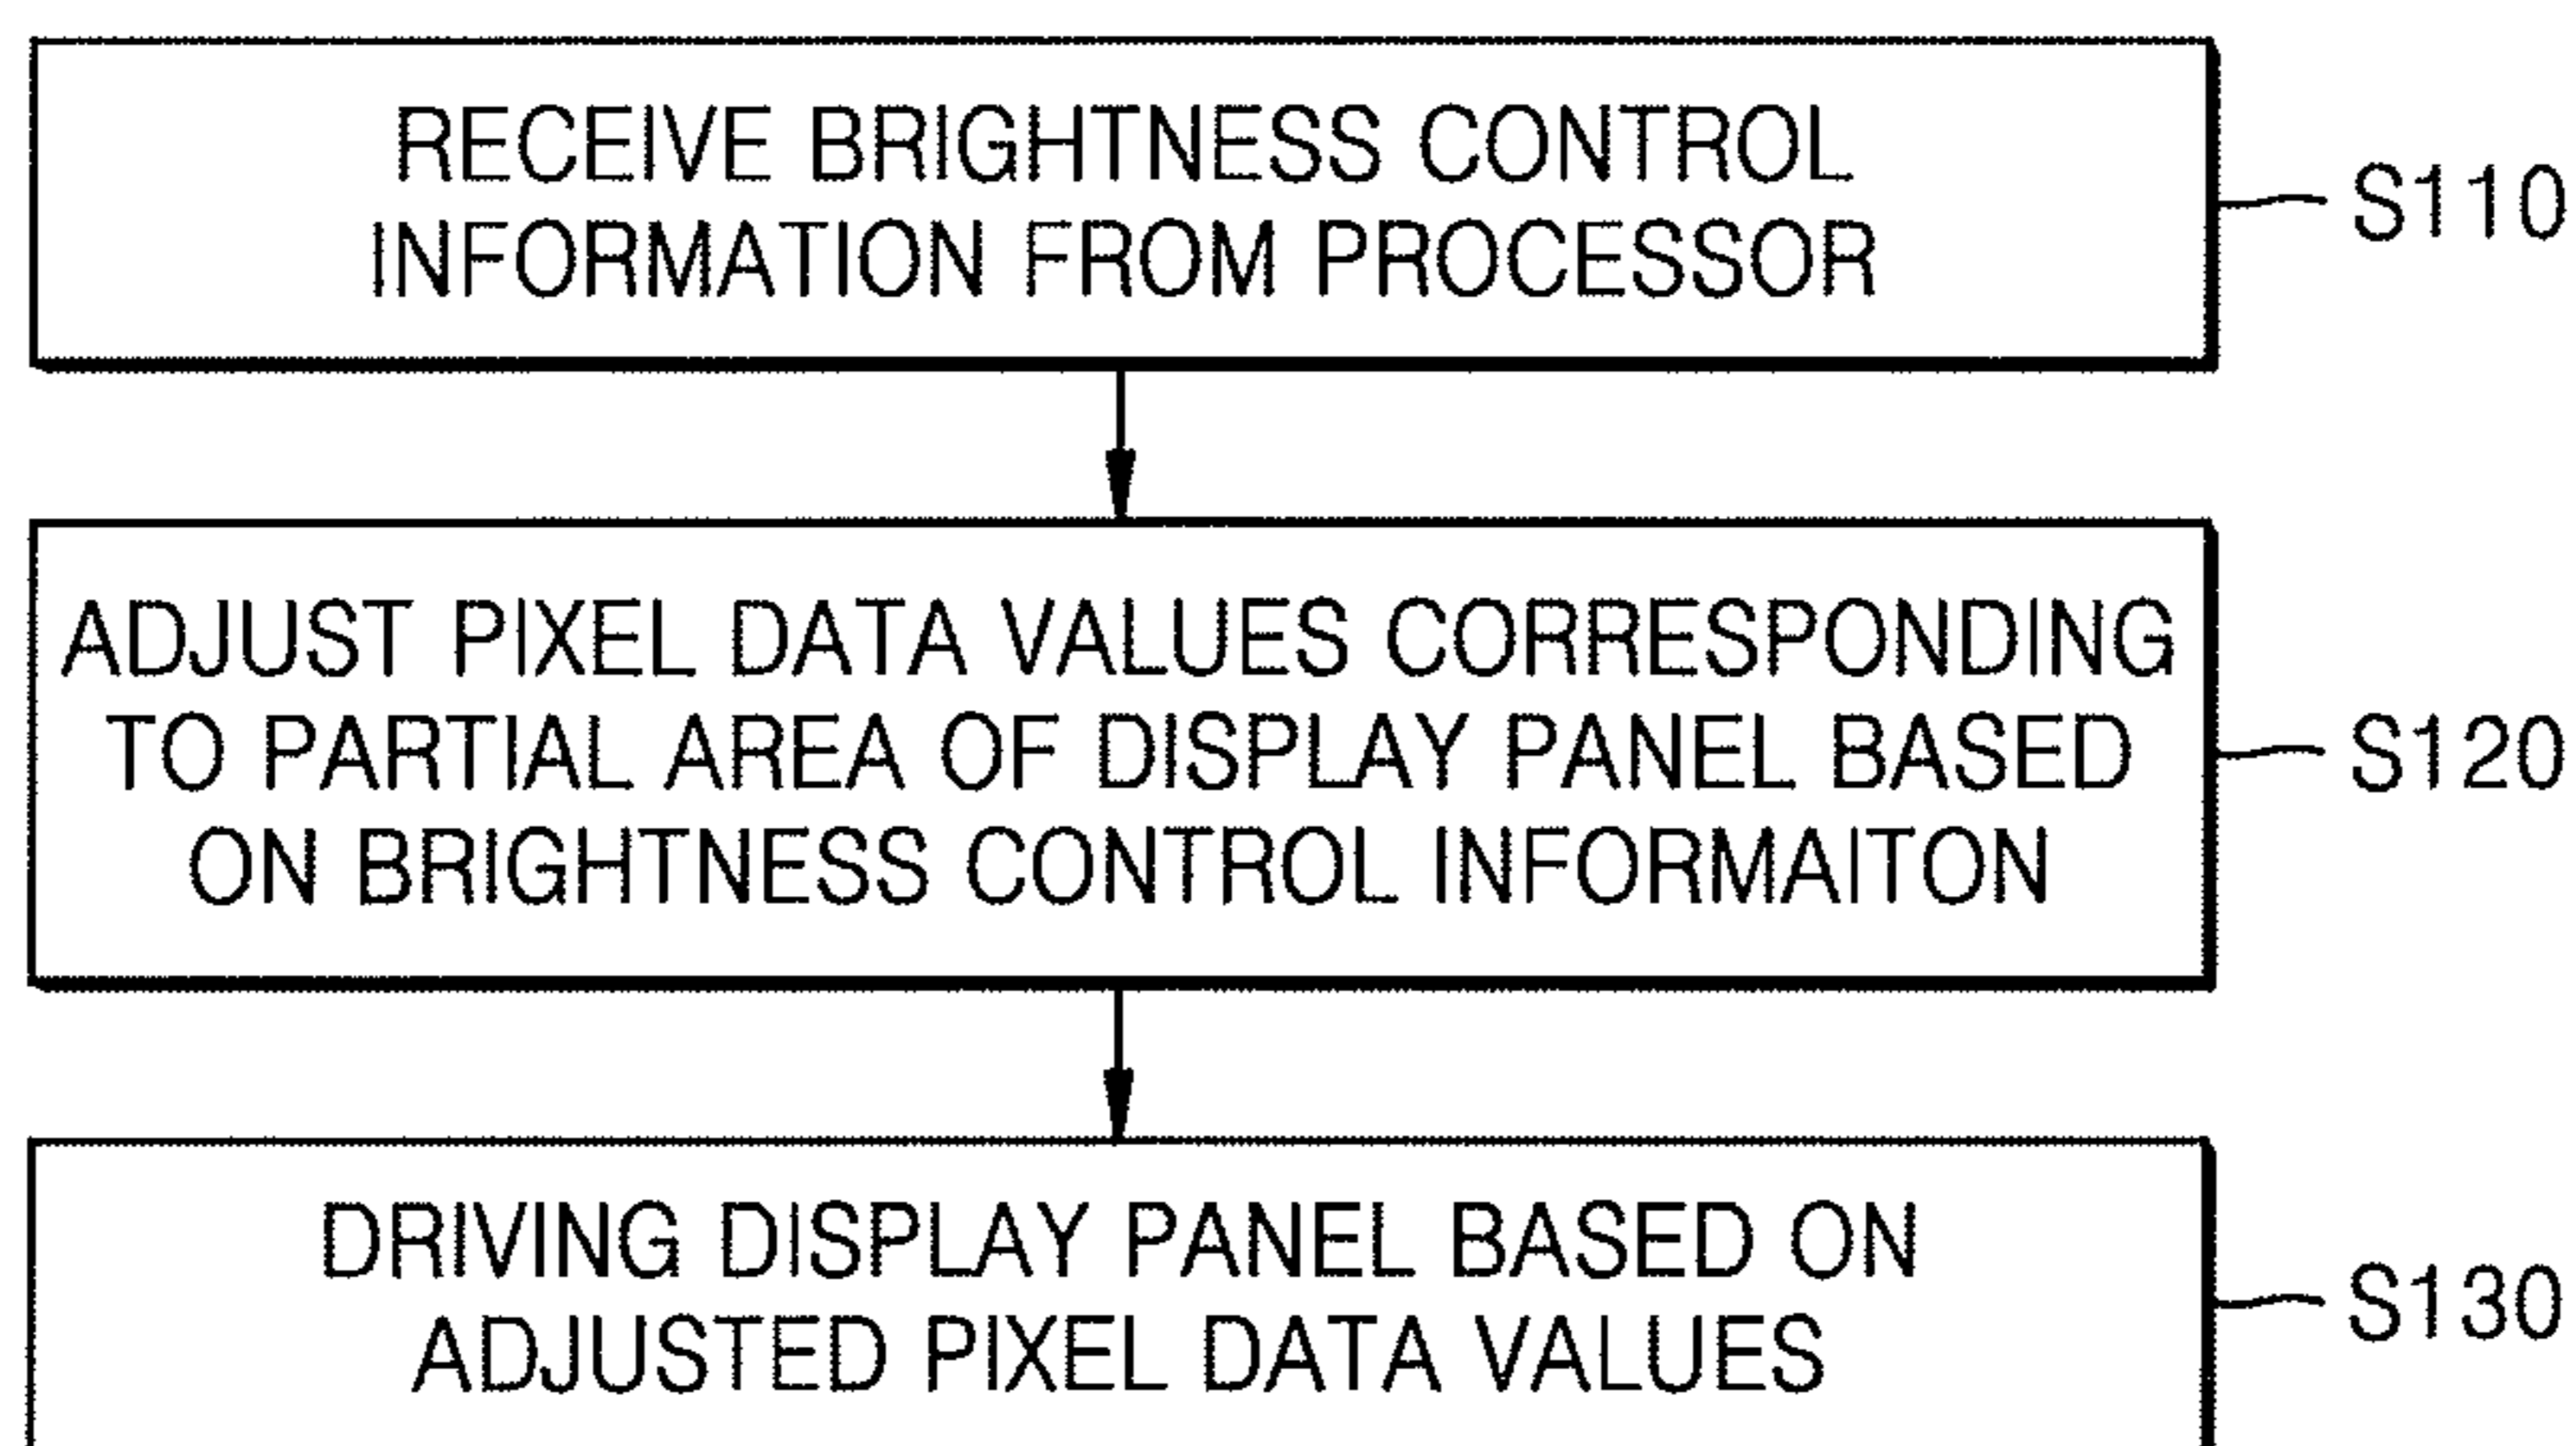 RECEIVE BRIGHTNESS CONTROL
INFORMATION FROM PROCESSOR
S110
ADJUST PIXEL DATA VALUES CORRESPONDING
TO PARTIAL AREA OF DISPLAY PANEL BASED
ON BRIGHTNESS CONTROL INFORMAITON
S120
DRIVING DISPLAY PANEL BASED ON
ADJUSTED PIXEL DATA VALUES
S130